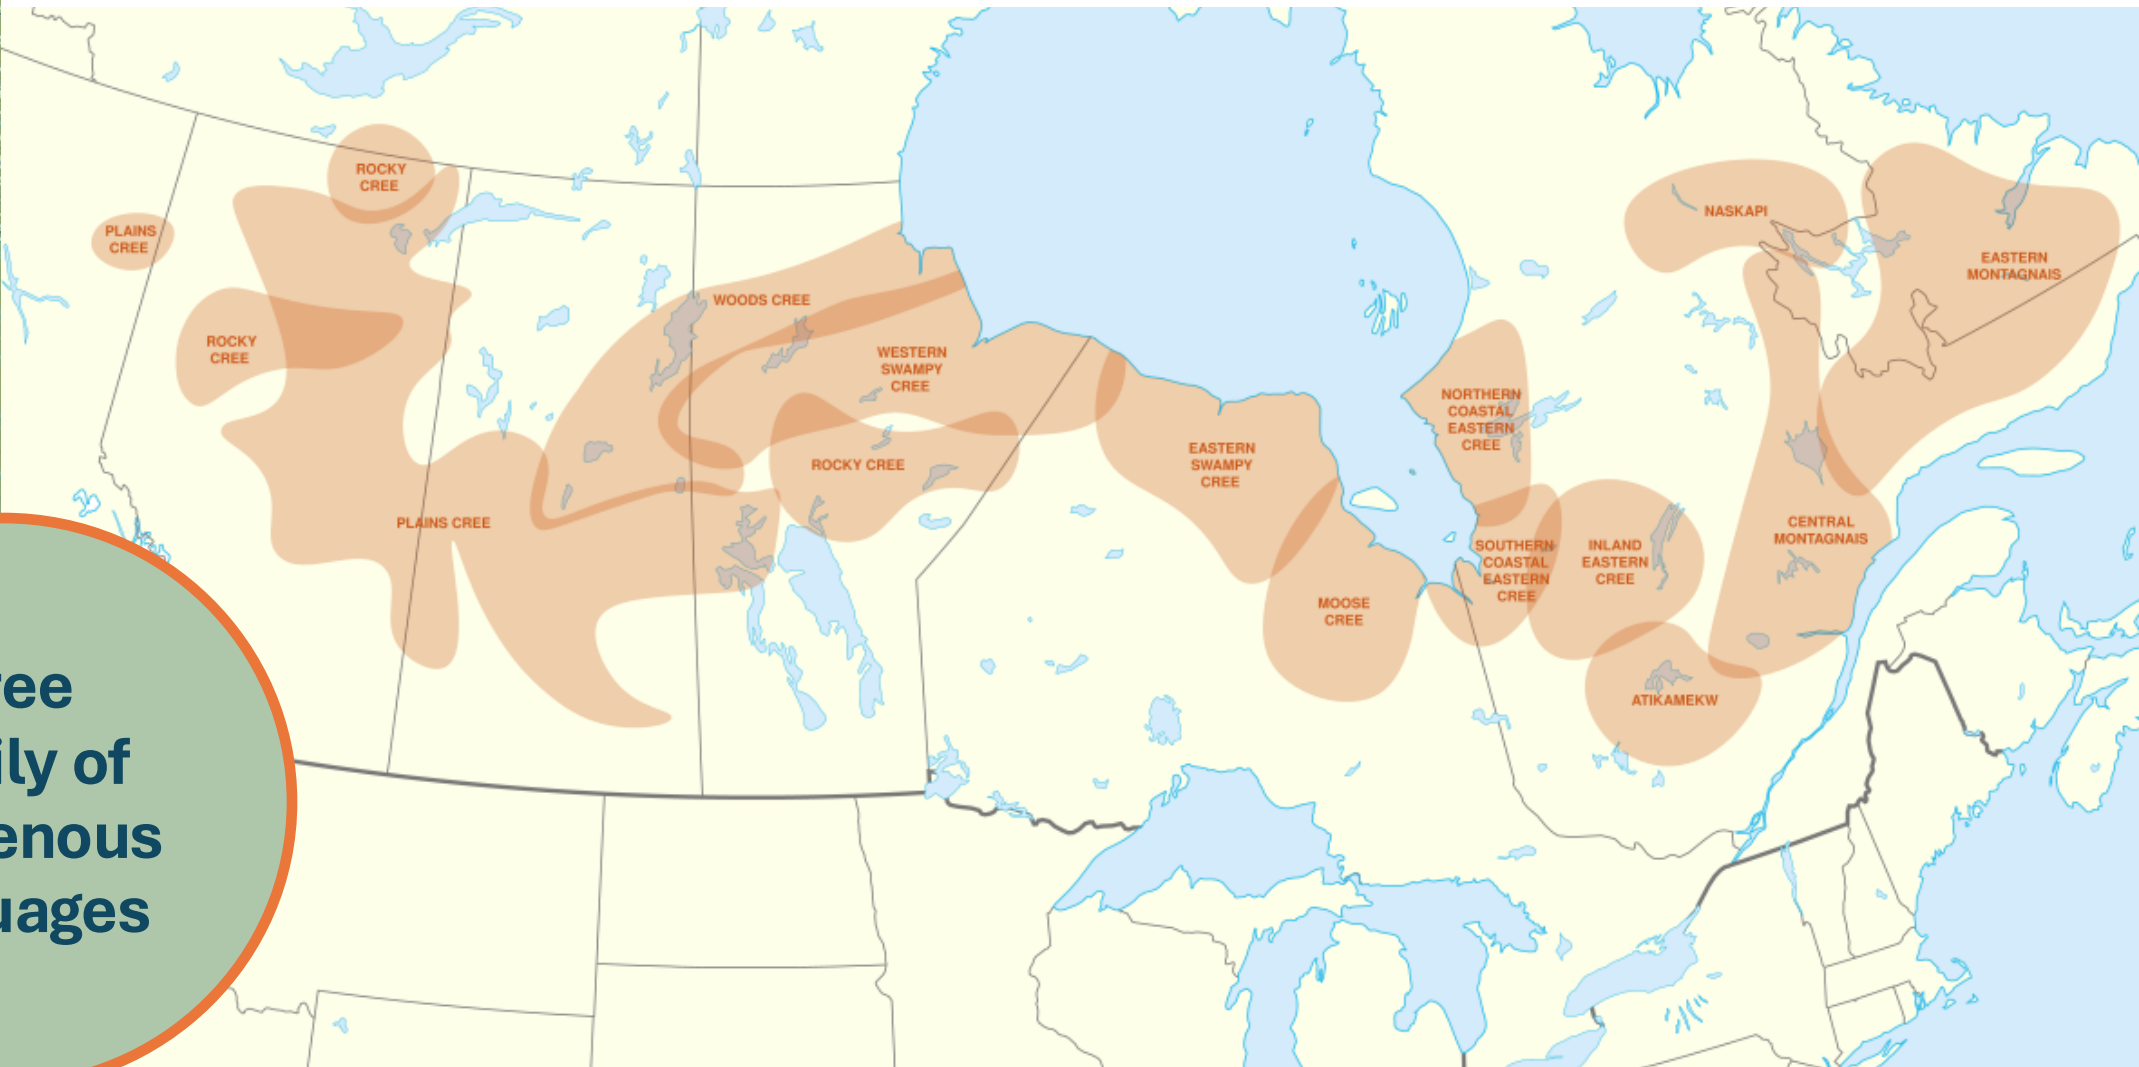 ROCKY
CREE
PLAINS
CREE
ROCKY
CREE
PLAINS CREE
WOODS CREE
WESTERN
SWAMPY
CREE
ROCKY CREE
EASTERN
SWAMPY
CREE
MOOSE
CREE
NORTHERN
COASTAL
EASTERN
CREE
SOUTHERN
COASTAL
EASTERN
CREE
INLAND
EASTERN
CREE
ATIKAMEKW
NASKAPI
EASTERN
MONTAGNAIS
CENTRAL
MONTAGNAIS
ree
ily of
enous
uages